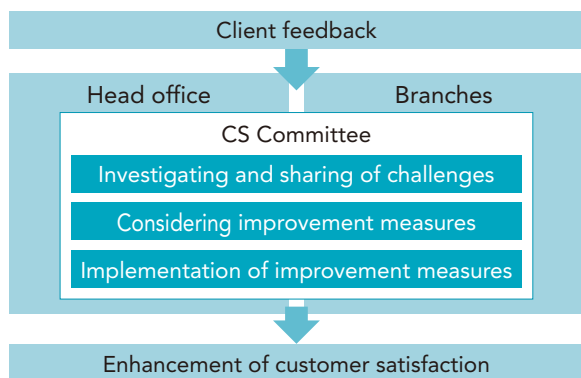 Client feedback
Head office
Branches
CS Committee
Investigating and sharing of challenges
Considering improvement measures
Implementation of improvement measures
Enhancement of customer satisfaction